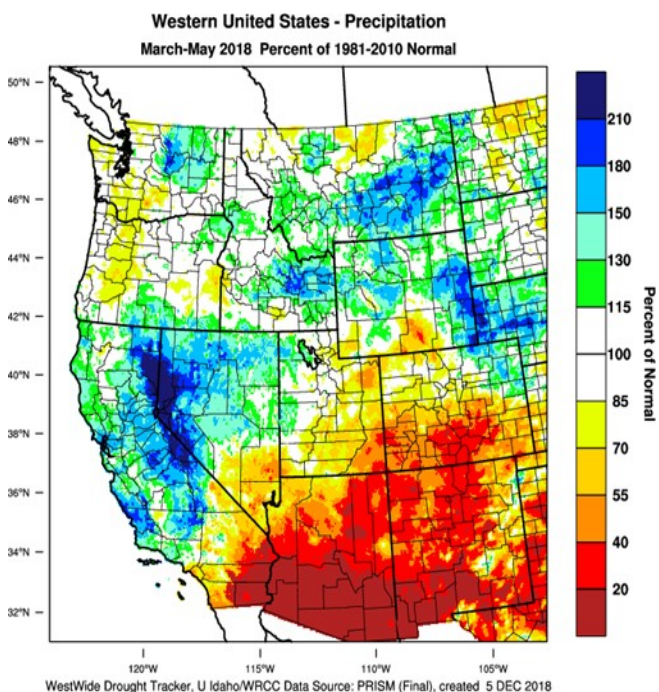 Western United States - Precipitation
March-May 2018 Percent of 1981-2010 Normal
50°N
48°N
46°N
44°N
42°N
40°N
38°N
36°N
34°N
32°N
120°W
115°W
110°W
105°W
210
180
150
130
115
100
85
70
55
40
20
Percent of Normal
WestWide Drought Tracker, U Idaho/WRCC Data Source: PRISM (Final), created 5 DEC 2018